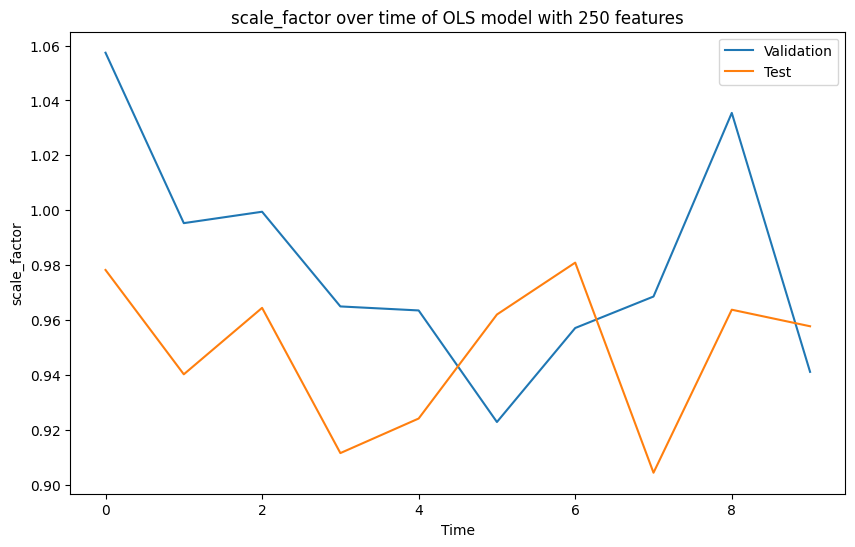 scale_factor over time of OLS model with 250 features
Validation
Test
scale_factor
1.06
1.04
1.02
1.00
0.98
0.96
0.94
0.92
0.90
0 2 4 6 8
Time